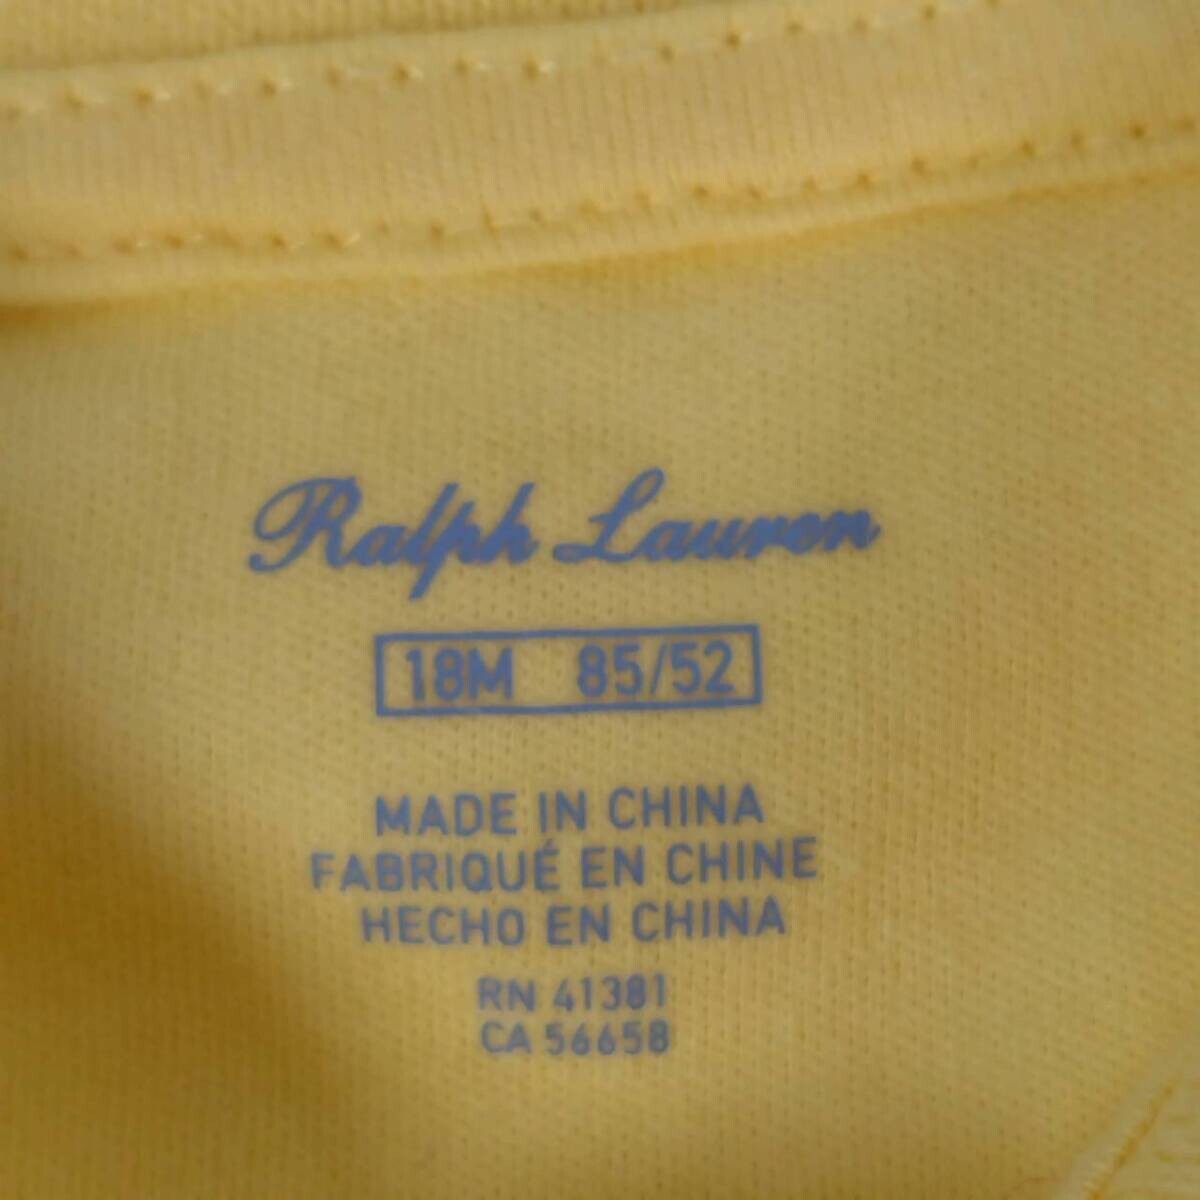 Ralph Lauren
18M 85/52
MADE IN CHINA
FABRIQUÉ EN CHINE
HECHO EN CHINA
RN 41381
CA 56658